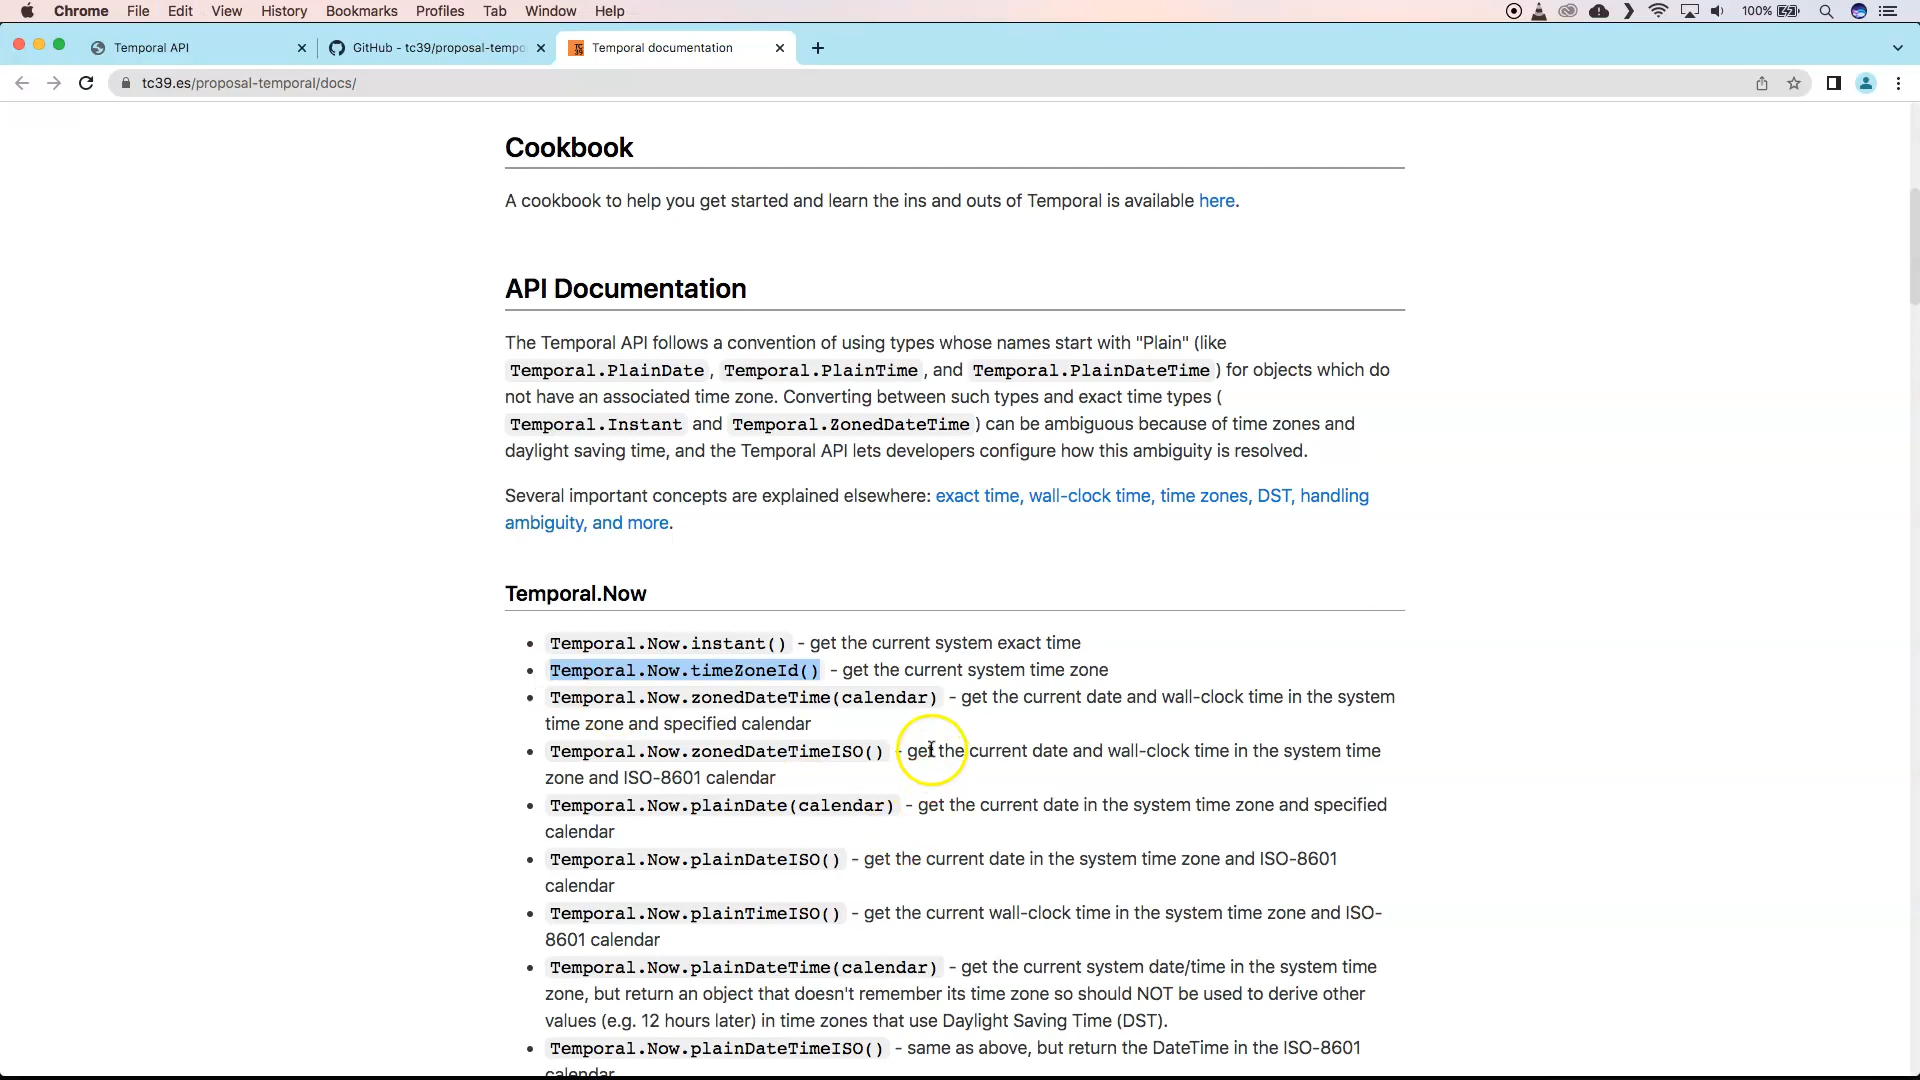 Chrome File Edit View History Bookmarks Profiles Tab Window Help 100%
Temporal API GitHub - tc39/proposal-tempo Temporal documentation
tc39.es/proposal-temporal/docs/
Cookbook
A cookbook to help you get started and learn the ins and outs of Temporal is available here.
API Documentation
The Temporal API follows a convention of using types whose names start with "Plain" (like
Temporal.PlainDate, Temporal.PlainTime, and Temporal.PlainDateTime) for objects which do
not have an associated time zone. Converting between such types and exact time types (
Temporal.Instant and Temporal.ZonedDateTime) can be ambiguous because of time zones and
daylight saving time, and the Temporal API lets developers configure how this ambiguity is resolved.
Several important concepts are explained elsewhere: exact time, wall-clock time, time zones, DST, handling
ambiguity, and more.
Temporal.Now
• Temporal.Now.instant() - get the current system exact time
• Temporal.Now.timeZoneId() - get the current system time zone
• Temporal.Now.zonedDateTime(calendar) - get the current date and wall-clock time in the system
time zone and specified calendar
• Temporal.Now.zonedDateTimeISO() - get the current date and wall-clock time in the system time
zone and ISO-8601 calendar
• Temporal.Now.plainDate(calendar) - get the current date in the system time zone and specified
calendar
• Temporal.Now.plainDateISO() - get the current date in the system time zone and ISO-8601
calendar
• Temporal.Now.plainTimeISO() - get the current wall-clock time in the system time zone and ISO-
8601 calendar
• Temporal.Now.plainDateTime(calendar) - get the current system date/time in the system time
zone, but return an object that doesn't remember its time zone so should NOT be used to derive other
values (e.g. 12 hours later) in time zones that use Daylight Saving Time (DST).
• Temporal.Now.plainDateTimeISO() - same as above, but return the DateTime in the ISO-8601
calendar